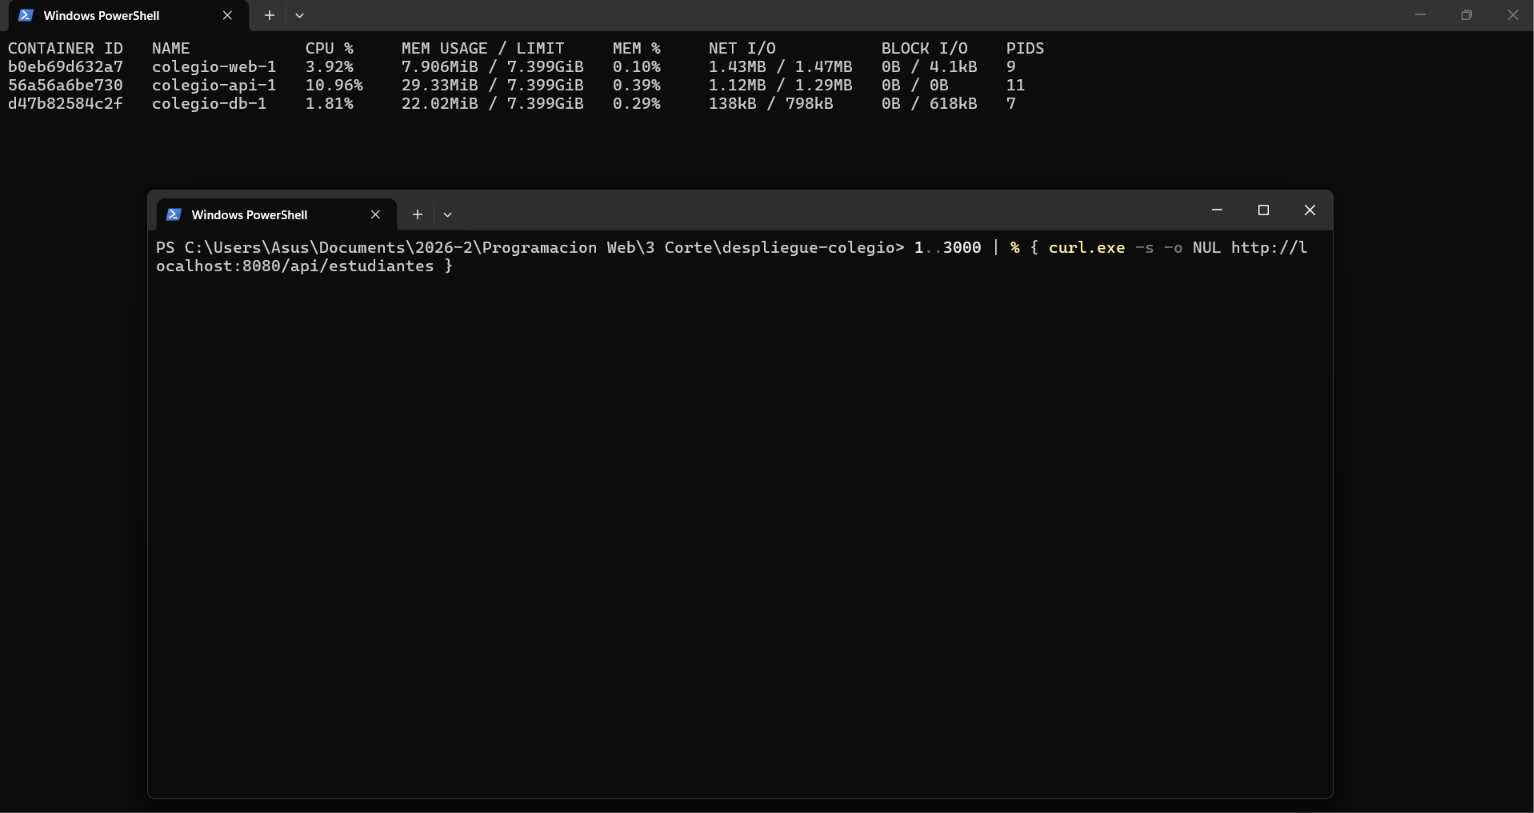 Windows PowerShell
CONTAINER ID NAME CPU % MEM USAGE / LIMIT MEM % NET I/O BLOCK I/O PIDS
b0eb69d632a7 colegio-web-1 3.92% 7.906MiB / 7.399GiB 0.10% 1.43MB / 1.47MB 0B / 4.1kB 9
56a56a6be730 colegio-api-1 10.96% 29.33MiB / 7.399GiB 0.39% 1.12MB / 1.29MB 0B / 0B 11
d47b82584c2f colegio-db-1 1.81% 22.02MiB / 7.399GiB 0.29% 138kB / 798kB 0B / 618kB 7
Windows PowerShell
PS C:\Users\Asus\Documents\2026-2\Programacion Web\3 Corte\despliegue-colegio> 1..3000 | % { curl.exe -s -o NUL http://l
ocalhost:8080/api/estudiantes }